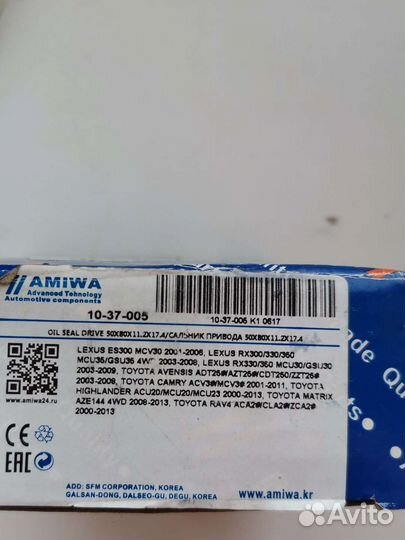 AMIWA
Advanced Tehnology
Automotive components
10-37-005
10-37-005 K1 0617
OIL SEAL DRIVE 50X80X11.2X17.4/САЛЬНИК ПРИВОДА 50X80X11.2X17.4
LEXUS ES300 MCV30 2001-2006, LEXUS RX300/330/350
MCU35/GSU35 4WD 2003-2008, LEXUS RX330/350 MCU30/GSU30
2003-2009, TOYOTA AVENSIS ADT25#/AZT25#/CDT250/ZZT25#
2003-2008, TOYOTA CAMRY ACV3#/MCV3# 2001-2011, TOYOTA
HIGHLANDER ACU20/MCU20/MCU23 2000-2013, TOYOTA MATRIX
AZE144 4WD 2008-2013, TOYOTA RAV4 ACA2#/CLA2#/ZCA2#
2000-2013
www.amiwa24.ru
CE
EAC
ADD: SFM CORPORATION, KOREA
GALSAN-DONG, DALSEO-GU, DEGU, KOREA
www.amiwa.kr
Avito